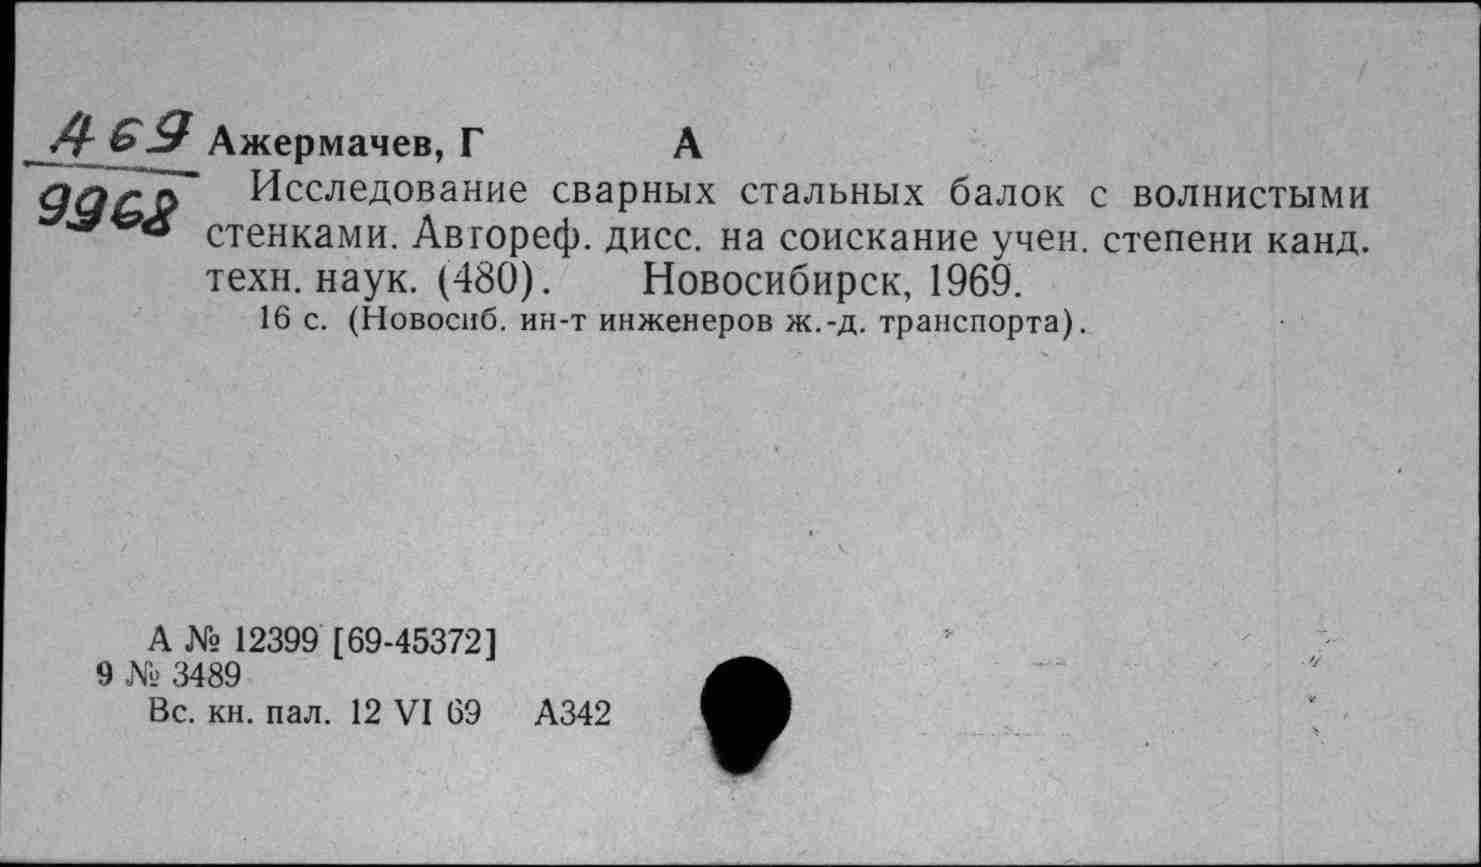 А69 Ажермачев, Г А
9968 Исследование сварных стальных балок с волнистыми
стенками. Автореф. дисс. на соискание учен. степени канд.
техн. наук. (480). Новосибирск, 1969.
16 с. (Новосиб. ин-т инженеров ж.-д. транспорта).
А № 12399 [69-45372]
9 № 3489
Вс. кн. пал. 12 VI 69 А342